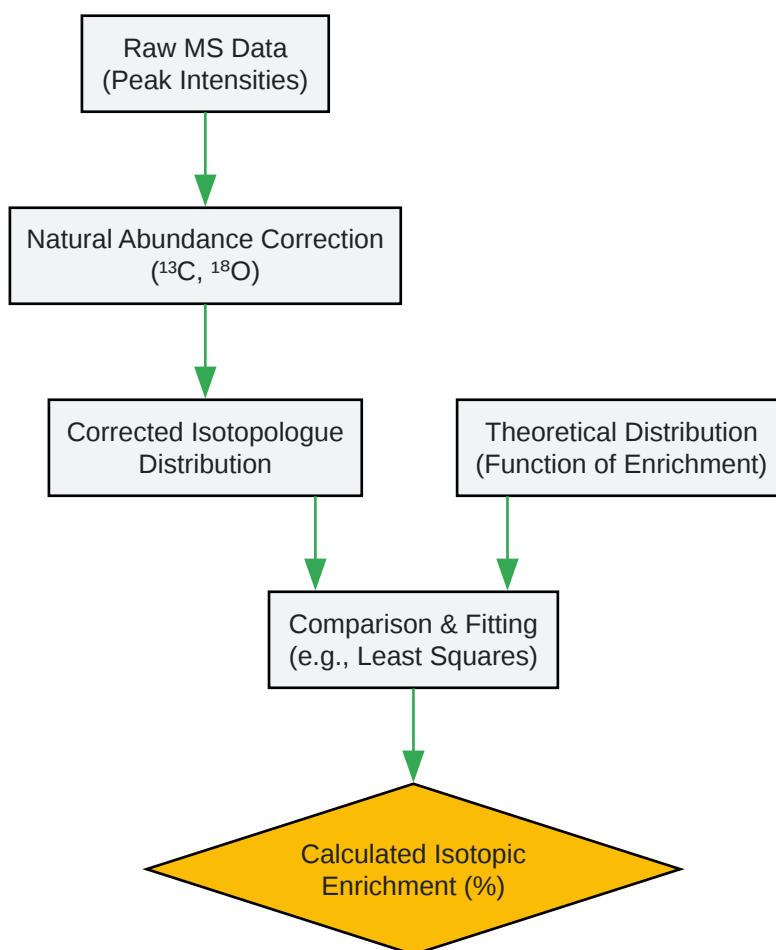 Raw MS Data
(Peak Intensities)
Natural Abundance Correction
(¹³C, ¹⁸O)
Corrected Isotopologue
Distribution
Theoretical Distribution
(Function of Enrichment)
Comparison & Fitting
(e.g., Least Squares)
Calculated Isotopic
Enrichment (%)